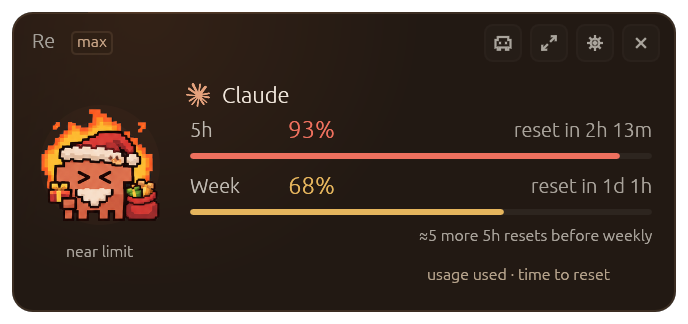 Re max
Claude
5h 93% reset in 2h 13m
Week 68% reset in 1d 1h
≈5 more 5h resets before weekly
near limit
usage used · time to reset